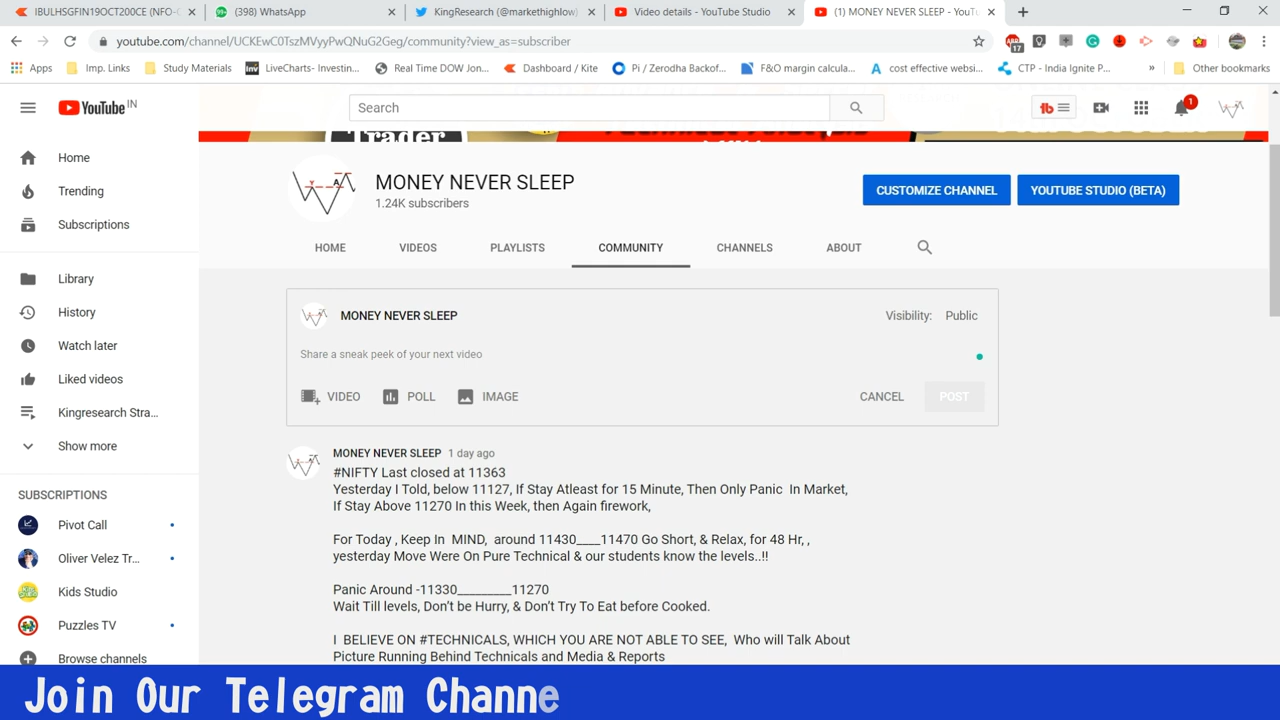 IBULHSGFIN19OCT200CE (NFO-
(398) WhatsApp
KingResearch (@markethighlow)
Video details - YouTube Studio
(1) MONEY NEVER SLEEP - YouT
youtube.com/channel/UCKEwC0TszMVyyPwQNuG2Geg/community?view_as=subscriber
17
Apps
Imp. Links
Study Materials
Inv
LiveCharts- Investin...
Real Time DOW Jon...
Dashboard / Kite
Pi / Zerodha Backof...
F&O margin calcula...
cost effective websi...
CTP - India Ignite P...
»
Other bookmarks
YouTube IN
Search
1
Trader
Home
Trending
Subscriptions
Library
History
Watch later
Liked videos
Kingresearch Stra...
Show more
SUBSCRIPTIONS
Pivot Call
Oliver Velez Tr...
Kids Studio
Puzzles TV
Browse channels
MONEY NEVER SLEEP
1.24K subscribers
CUSTOMIZE CHANNEL
YOUTUBE STUDIO (BETA)
HOME
VIDEOS
PLAYLISTS
COMMUNITY
CHANNELS
ABOUT
MONEY NEVER SLEEP
Visibility: Public
Share a sneak peek of your next video
VIDEO
POLL
IMAGE
CANCEL
POST
MONEY NEVER SLEEP 1 day ago
#NIFTY Last closed at 11363
Yesterday I Told, below 11127, If Stay Atleast for 15 Minute, Then Only Panic In Market,
If Stay Above 11270 In this Week, then Again firework,
For Today , Keep In MIND, around 11430____11470 Go Short, & Relax, for 48 Hr, ,
yesterday Move Were On Pure Technical & our students know the levels..!!
Panic Around -11330_________11270
Wait Till levels, Don't be Hurry, & Don't Try To Eat before Cooked.
I BELIEVE ON #TECHNICALS, WHICH YOU ARE NOT ABLE TO SEE, Who will Talk About
Picture Running Behind Technicals and Media & Reports
Join Our Telegram Channe